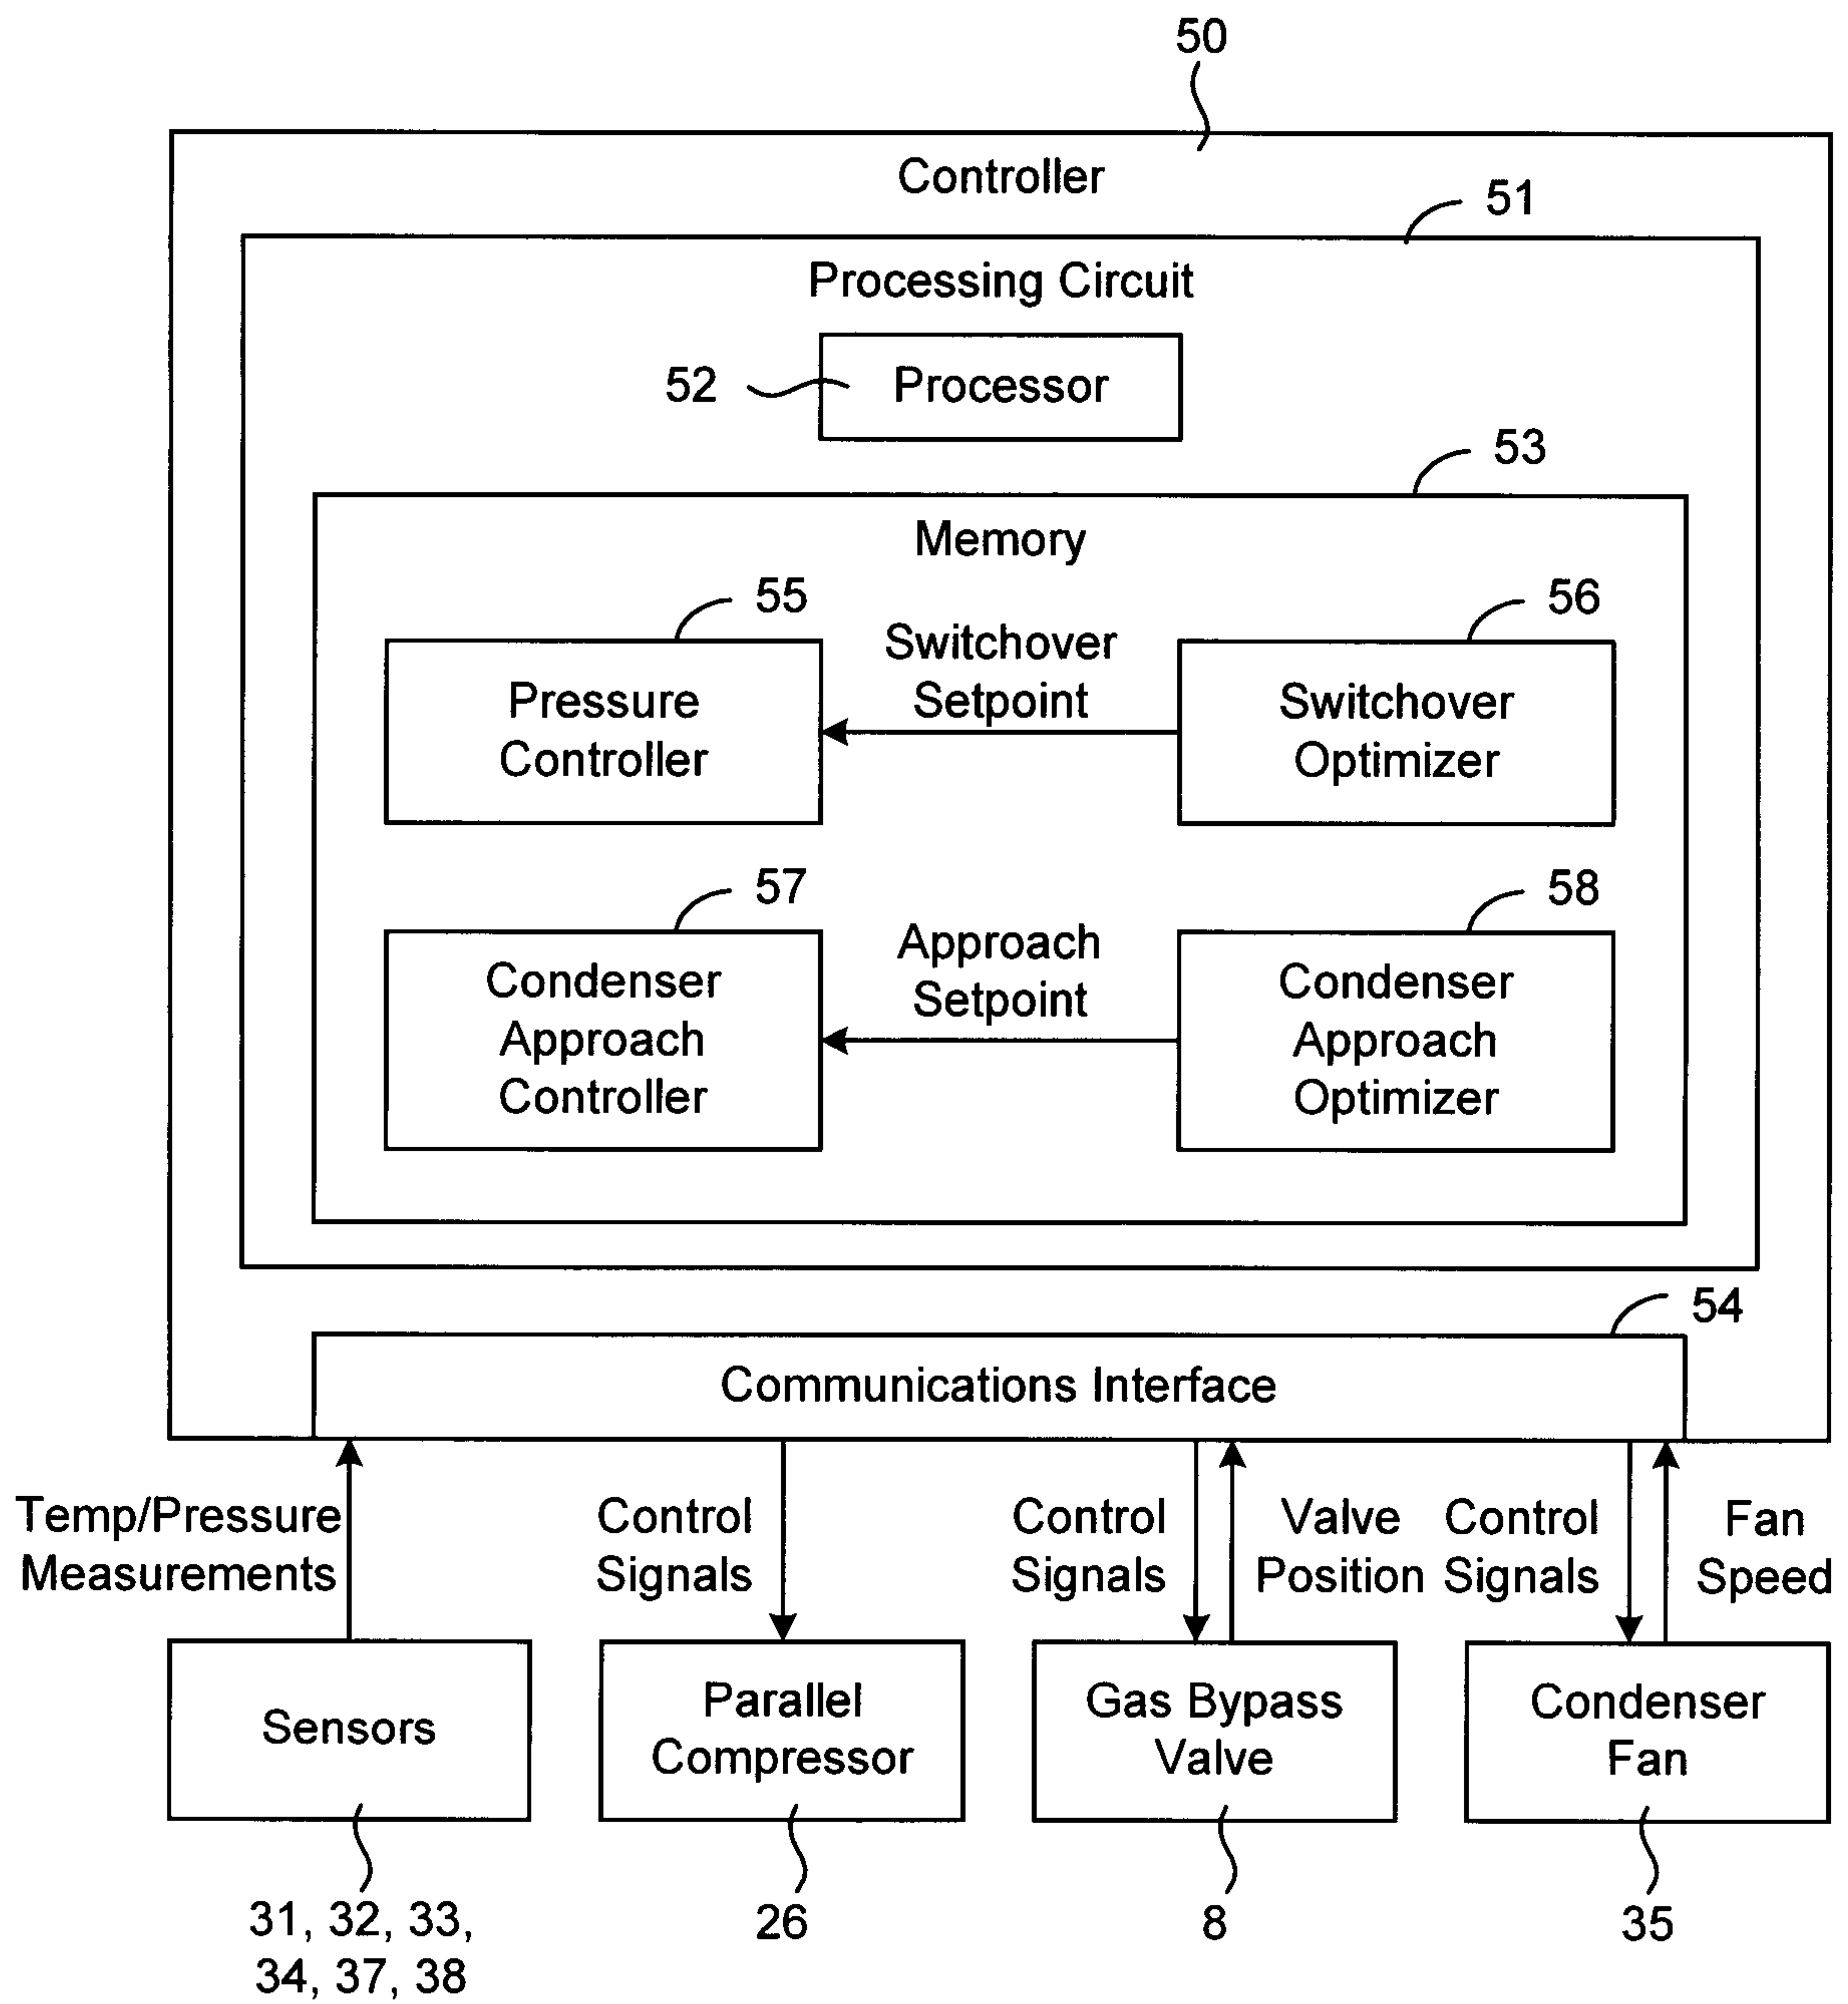 50
Controller
51
Processing Circuit
52
Processor
53
Memory
55
56
Switchover
Setpoint
Pressure
Controller
Switchover
Optimizer
57
58
Approach
Setpoint
Condenser
Approach
Controller
Condenser
Approach
Optimizer
54
Communications Interface
Temp/Pressure
Measurements
Control
Signals
Control
Signals
Valve
Position
Control
Signals
Fan
Speed
Sensors
Parallel
Compressor
Gas Bypass
Valve
Condenser
Fan
31, 32, 33,
34, 37, 38
26
8
35